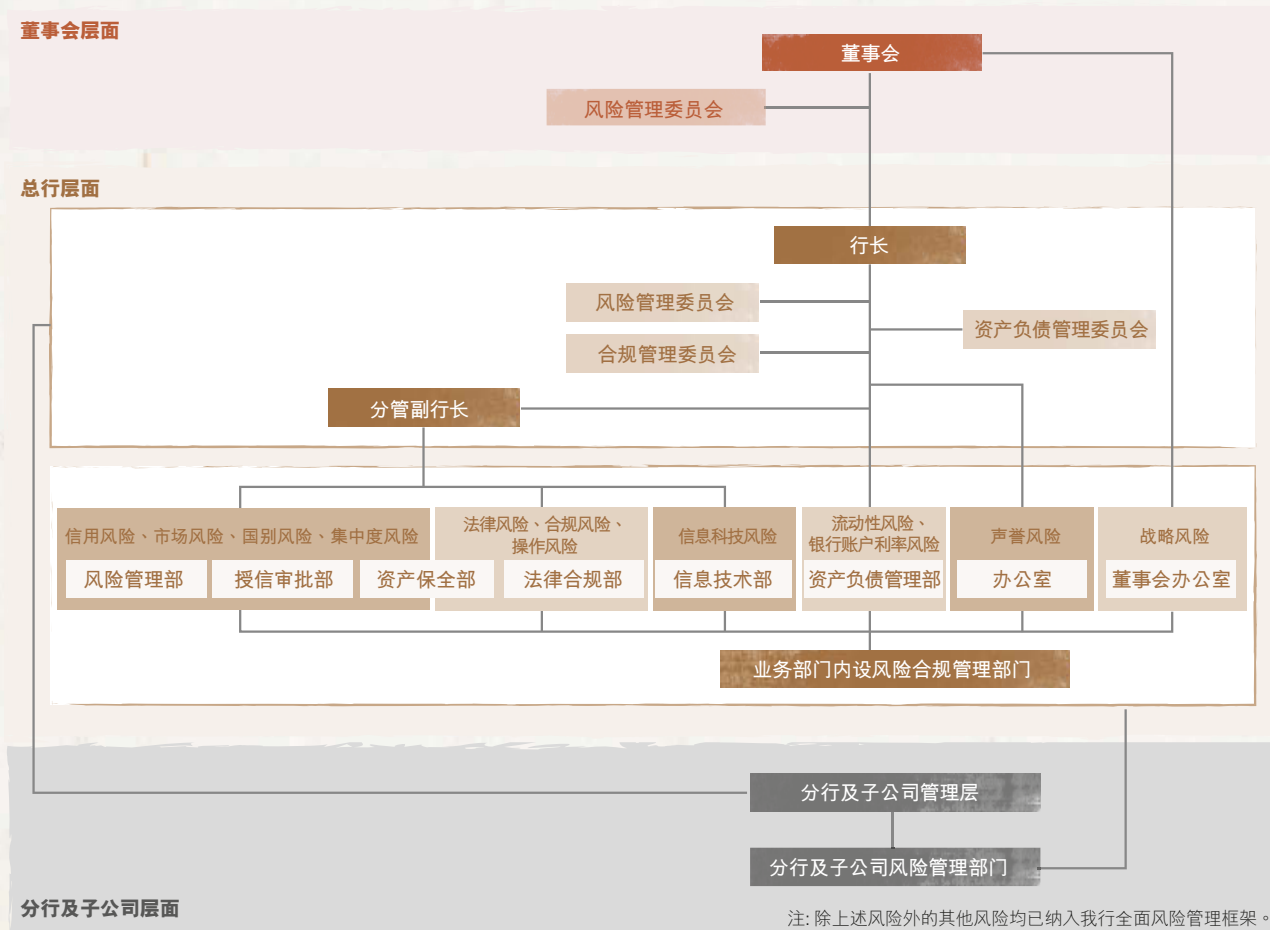 董事会层面
董事会
风险管理委员会
总行层面
行长
风险管理委员会
资产负债管理委员会
合规管理委员会
分管副行长
信用风险、市场风险、国别风险、集中度风险
法律风险、合规风险、
操作风险
信息科技风险
流动性风险、
银行账户利率风险
声誉风险
战略风险
风险管理部
授信审批部
资产保全部
法律合规部
信息技术部
资产负债管理部
办公室
董事会办公室
业务部门内设风险合规管理部门
分行及子公司管理层
分行及子公司风险管理部门
分行及子公司层面
注: 除上述风险外的其他风险均已纳入我行全面风险管理框架。